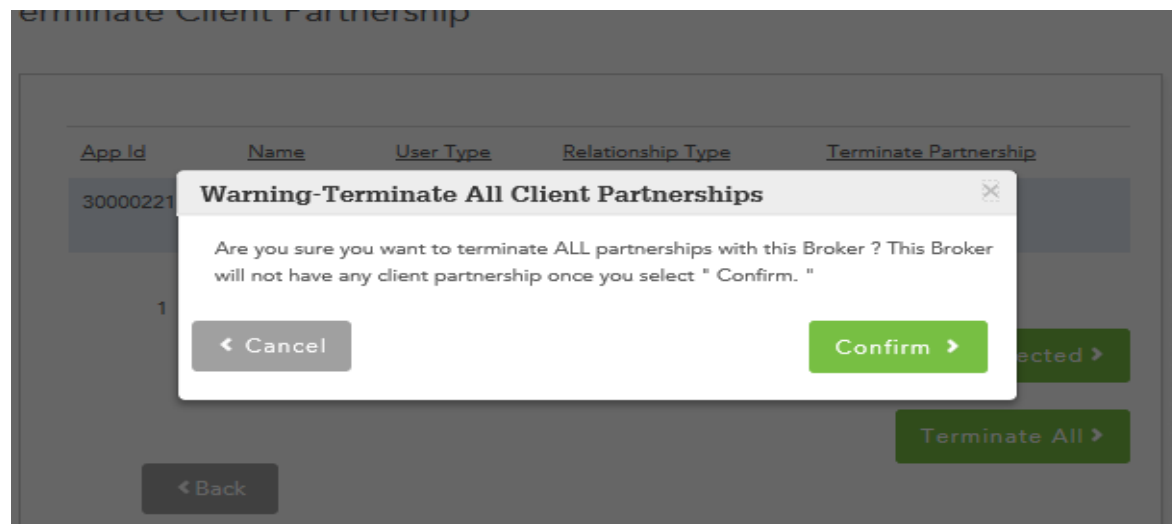 erminate Client Partnership
App Id Name User Type Relationship Type Terminate Partnership
30000221
Warning-Terminate All Client Partnerships
Are you sure you want to terminate ALL partnerships with this Broker ? This Broker
will not have any client partnership once you select " Confirm. "
1
Cancel Confirm
ected
Terminate All
Back